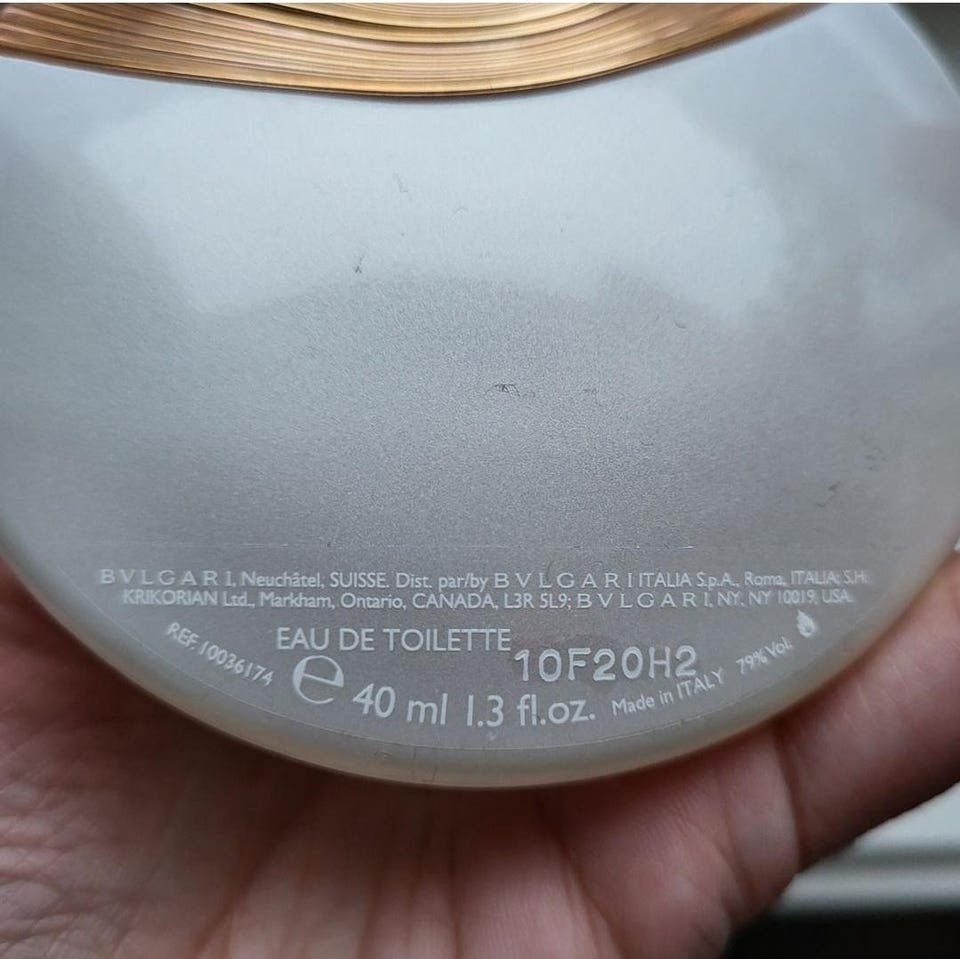 BVLGARI, Neuchâtel, SUISSE. Dist. par/by BVLGARI ITALIA S.p.A., Roma, ITALIA; S.H.
KRIKORIAN Ltd., Markham, Ontario, CANADA, L3R 5L9; BVLGARI, NY, NY 10019, USA.
EAU DE TOILETTE
REF. 10036174
10F20H2
e 40 ml 1.3 fl.oz.
Made in ITALY
79% Vol.